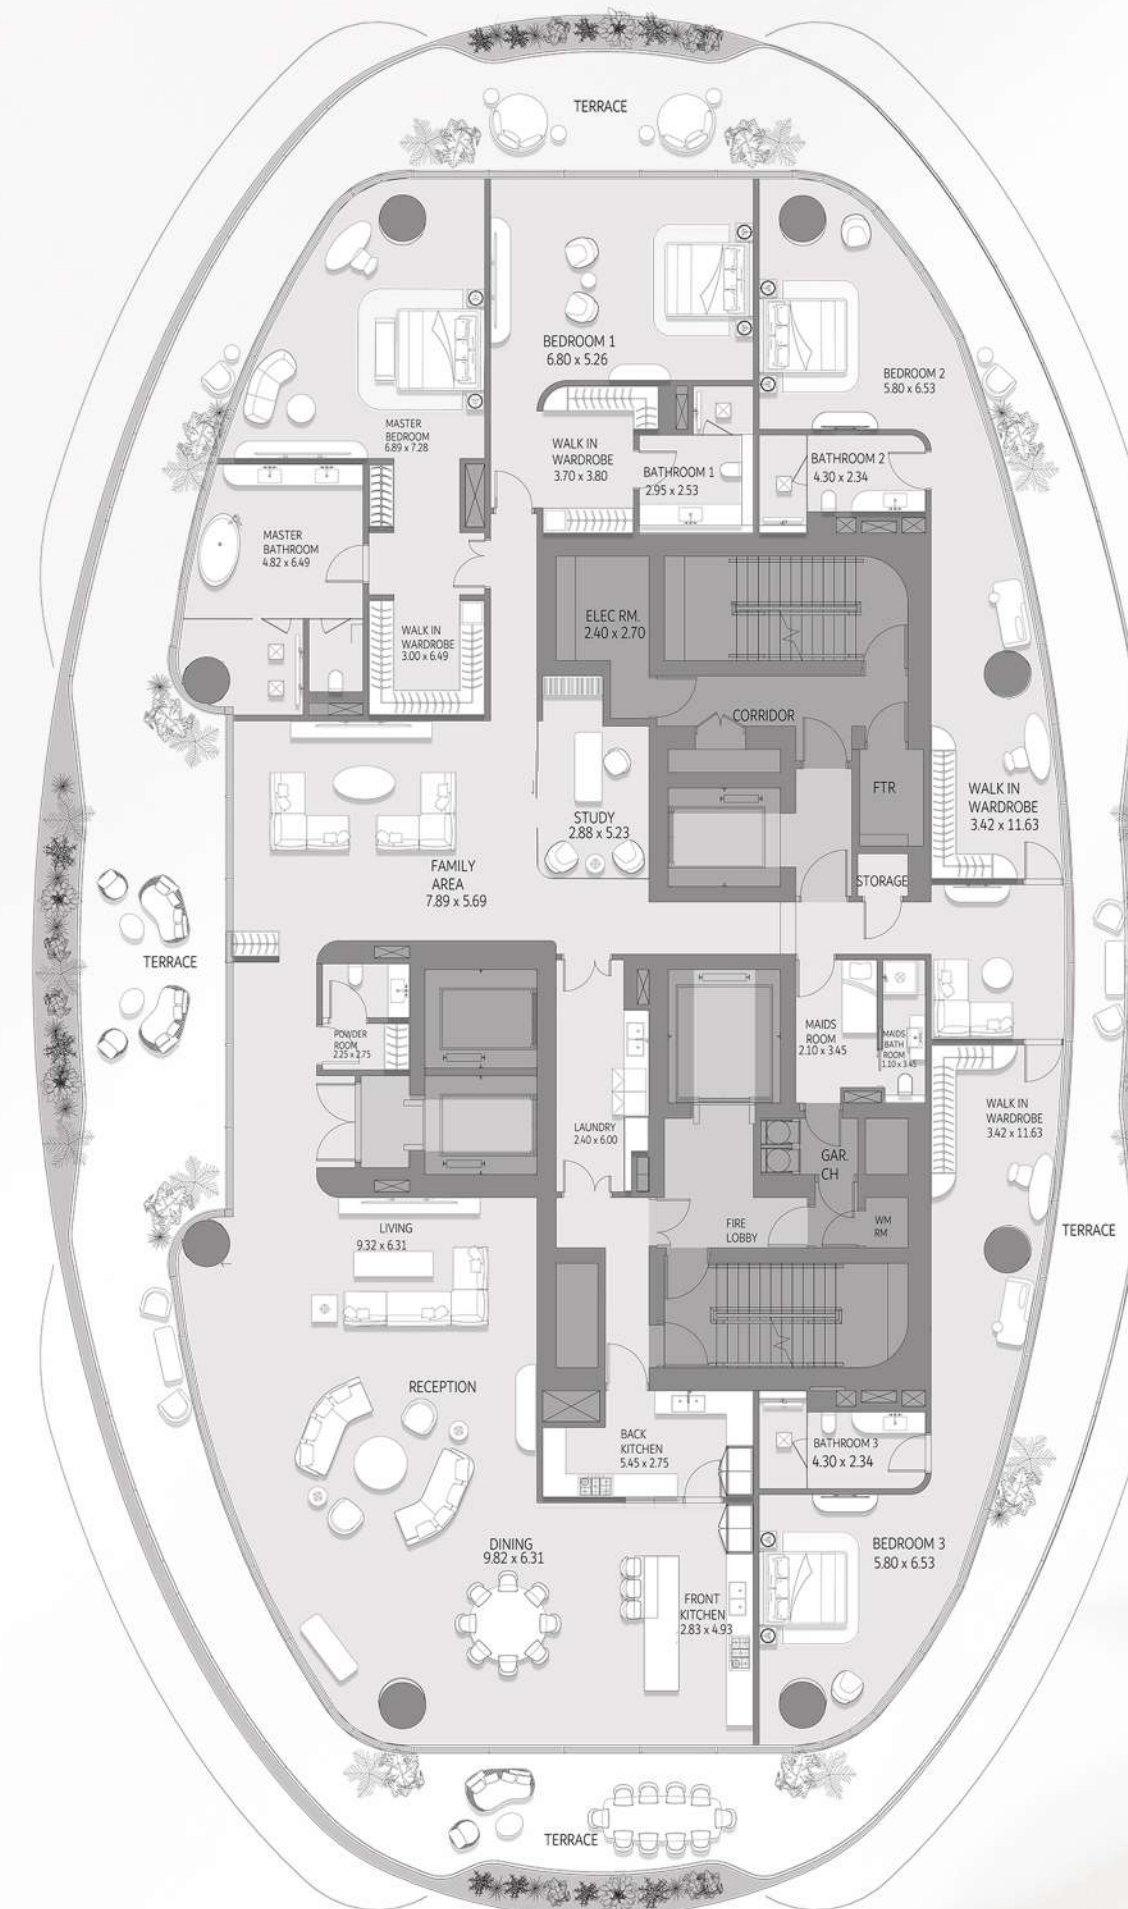 TERRACE
BEDROOM 1
6.80 x 5.26
BEDROOM 2
5.80 x 6.53
MASTER
BEDROOM
6.89 x 7.28
WALK IN
WARDROBE
3.70 x 3.80
BATHROOM 1
2.95 x 2.53
BATHROOM 2
4.30 x 2.34
MASTER
BATHROOM
4.82 x 6.49
WALK IN
WARDROBE
3.00 x 6.49
ELEC RM.
2.40 x 2.70
CORRIDOR
FTR
WALK IN
WARDROBE
3.42 x 11.63
STUDY
2.88 x 5.23
FAMILY
AREA
7.89 x 5.69
STORAGE
TERRACE
POWDER
ROOM
2.25 x 2.75
MAIDS
ROOM
2.10 x 3.45
MAIDS
BATH
ROOM
1.10 x 3.45
LAUNDRY
2.40 x 6.00
GAR.
CH
WALK IN
WARDROBE
3.42 x 11.63
LIVING
9.32 x 6.31
FIRE
LOBBY
WM
RM
TERRACE
RECEPTION
BACK
KITCHEN
5.45 x 2.75
BATHROOM 3
4.30 x 2.34
DINING
9.82 x 6.31
BEDROOM 3
5.80 x 6.53
FRONT
KITCHEN
2.83 x 4.93
TERRACE